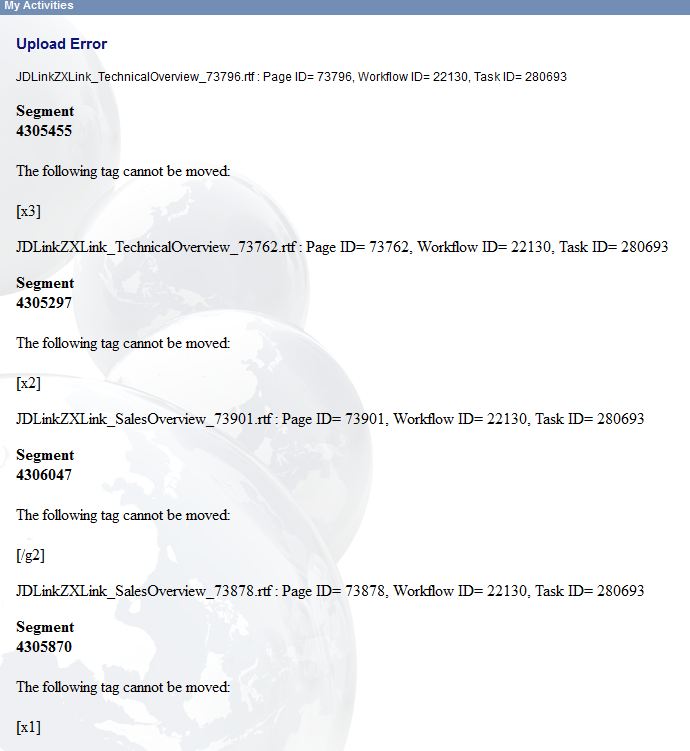 My Activities
Upload Error
JDLinkZXLink_TechnicalOverview_73796.rtf : Page ID= 73796, Workflow ID= 22130, Task ID= 280693
Segment
4305455
The following tag cannot be moved:
[x3]
JDLinkZXLink_TechnicalOverview_73762.rtf : Page ID= 73762, Workflow ID= 22130, Task ID= 280693
Segment
4305297
The following tag cannot be moved:
[x2]
JDLinkZXLink_SalesOverview_73901.rtf : Page ID= 73901, Workflow ID= 22130, Task ID= 280693
Segment
4306047
The following tag cannot be moved:
[/g2]
JDLinkZXLink_SalesOverview_73878.rtf : Page ID= 73878, Workflow ID= 22130, Task ID= 280693
Segment
4305870
The following tag cannot be moved:
[x1]